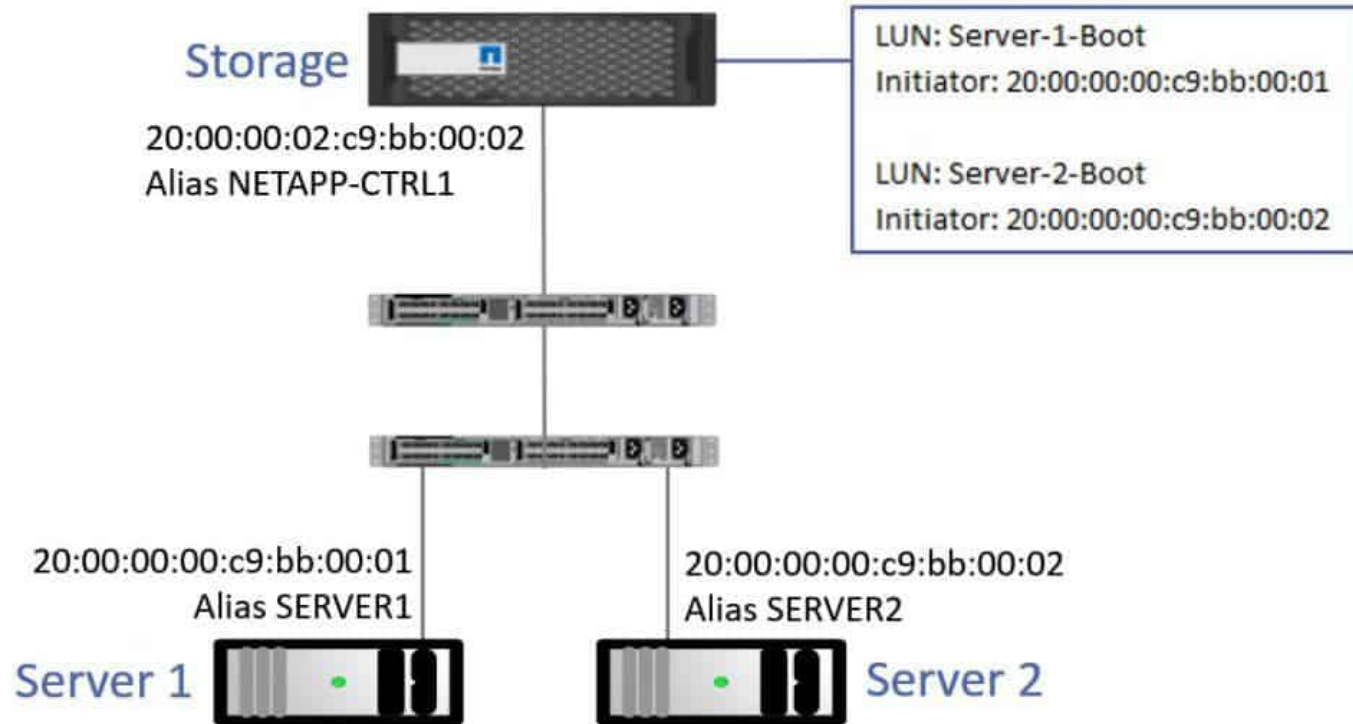 Storage
LUN: Server-1-Boot
Initiator: 20:00:00:00:c9:bb:00:01
LUN: Server-2-Boot
Initiator: 20:00:00:00:c9:bb:00:02
20:00:00:02:c9:bb:00:02
Alias NETAPP-CTRL1
20:00:00:00:c9:bb:00:01
Alias SERVER1
20:00:00:00:c9:bb:00:02
Alias SERVER2
Server 1
Server 2